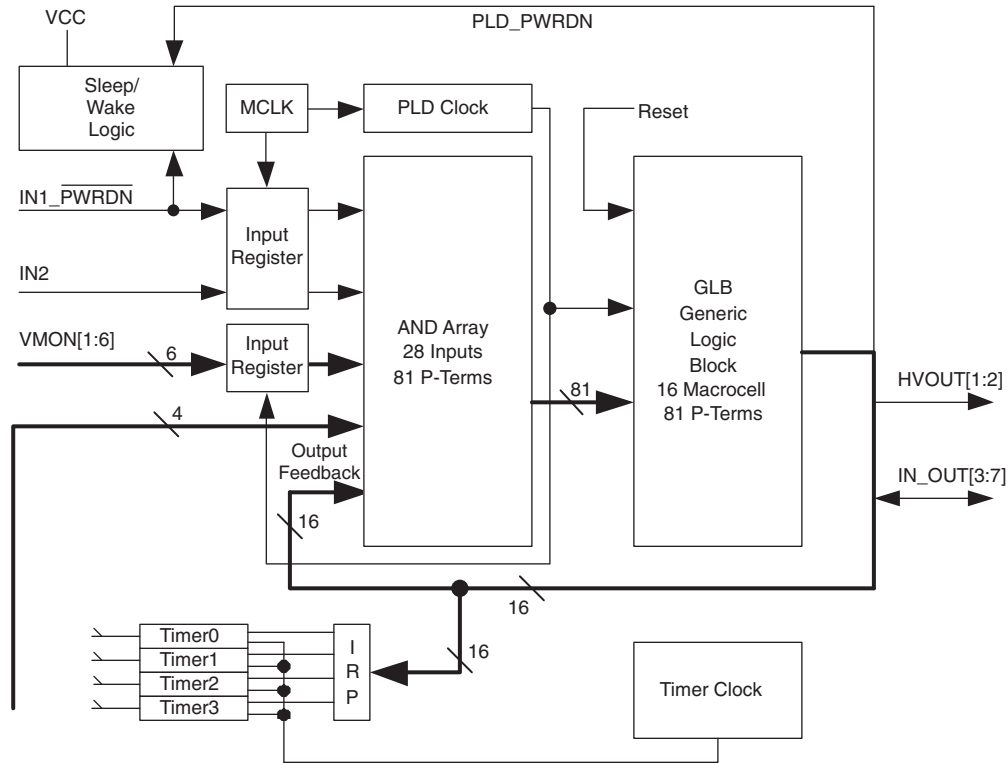 PLD_PWRDN
VCC
Sleep/
Wake
Logic
MCLK
PLD Clock
Reset
IN1_PWRDN
Input
Register
IN2
VMON[1:6]
6
Input
Register
AND Array
28 Inputs
81 P-Terms
GLB
Generic
Logic
Block
16 Macrocell
81 P-Terms
81
HVOUT[1:2]
4
Output
Feedback
16
IN_OUT[3:7]
16
16
Timer0
Timer1
Timer2
Timer3
I
R
P
Timer Clock